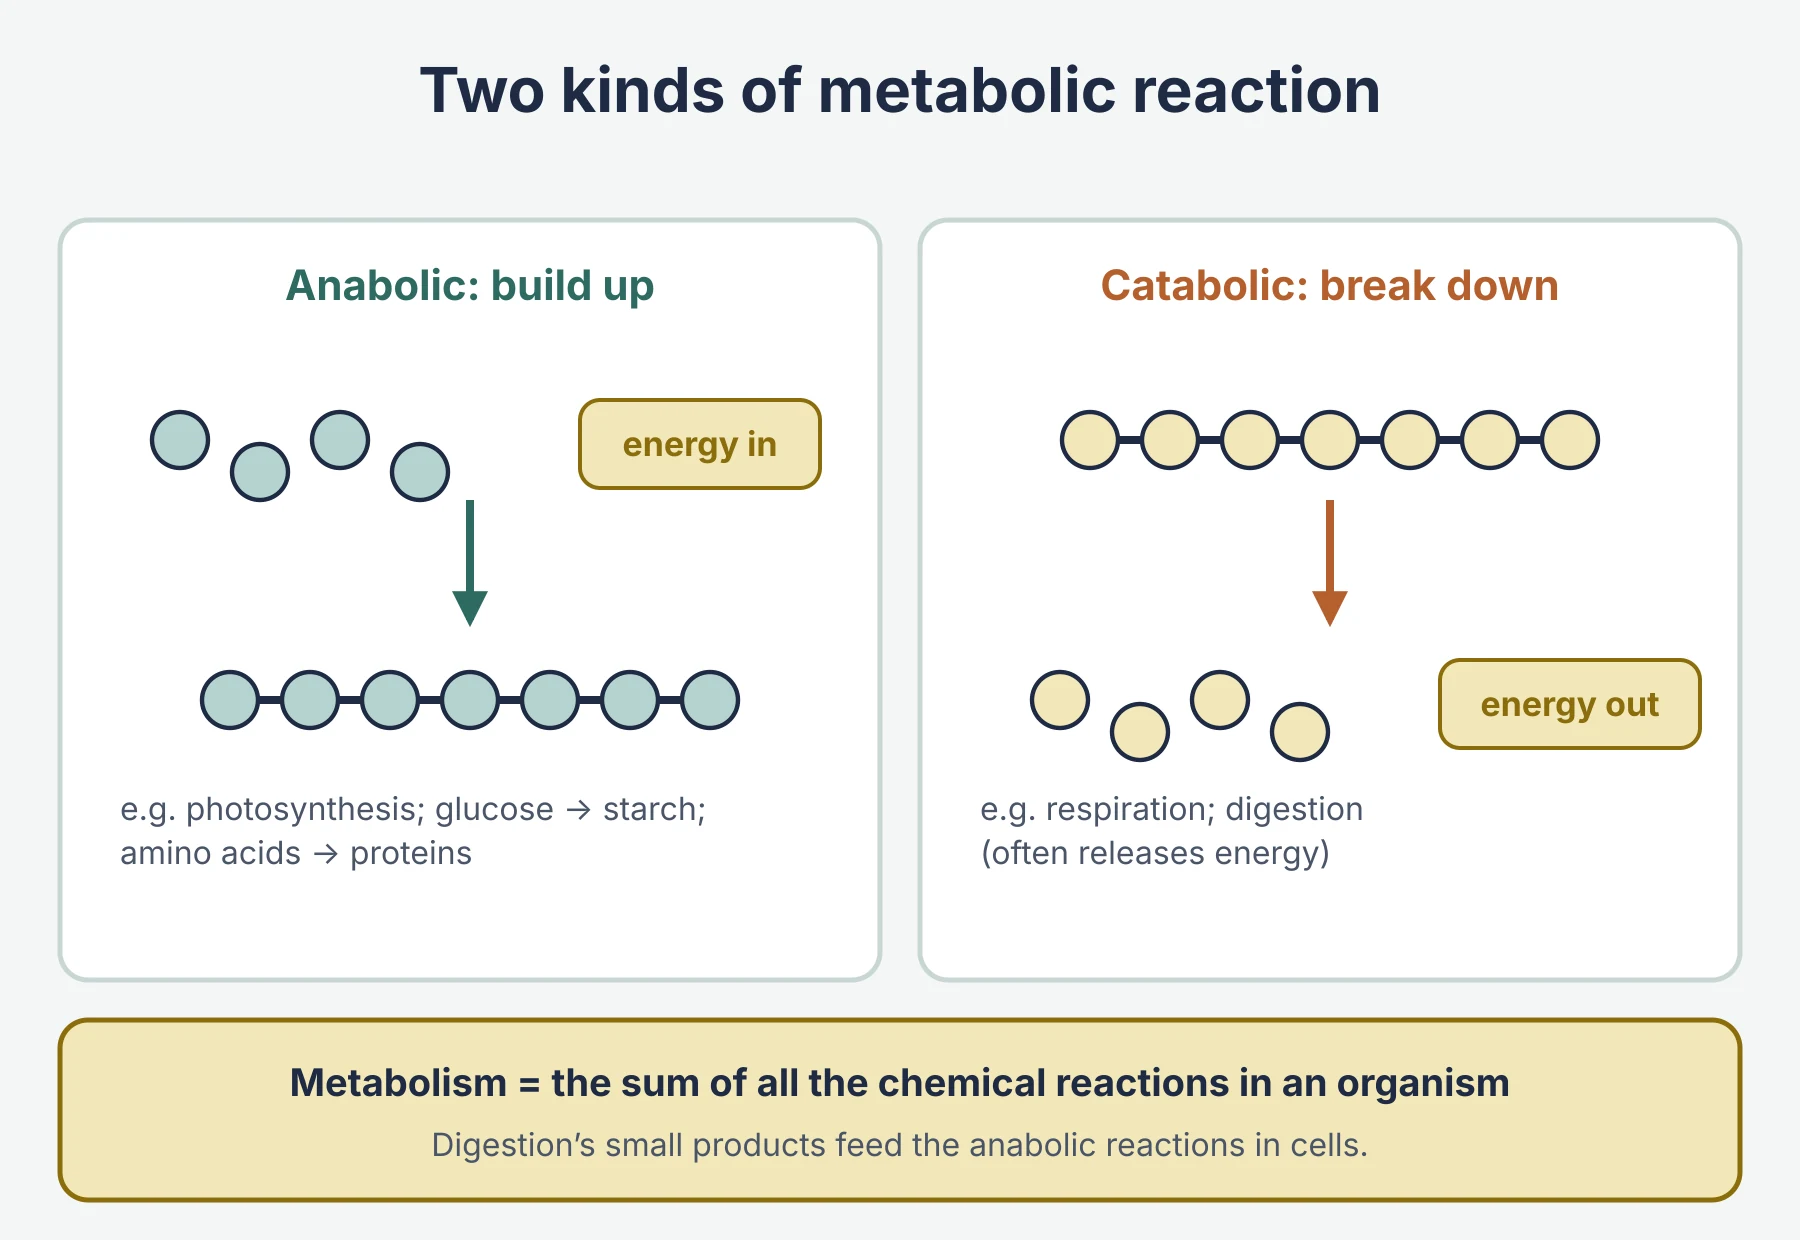 Two kinds of metabolic reaction
Anabolic: build up
energy in
e.g. photosynthesis; glucose → starch;
amino acids → proteins
Catabolic: break down
energy out
e.g. respiration; digestion
(often releases energy)
Metabolism = the sum of all the chemical reactions in an organism
Digestion’s small products feed the anabolic reactions in cells.